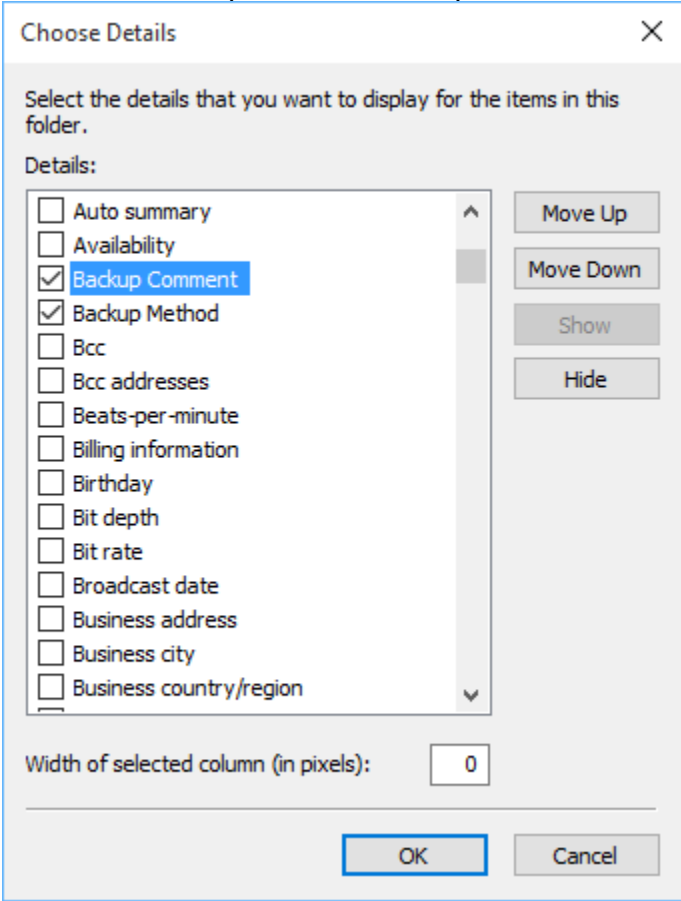 Choose Details
Select the details that you want to display for the items in this
folder.
Details:
Auto summary
Availability
Backup Comment
Backup Method
Bcc
Bcc addresses
Beats-per-minute
Billing information
Birthday
Bit depth
Bit rate
Broadcast date
Business address
Business city
Business country/region
Move Up
Move Down
Show
Hide
Width of selected column (in pixels):
0
OK
Cancel